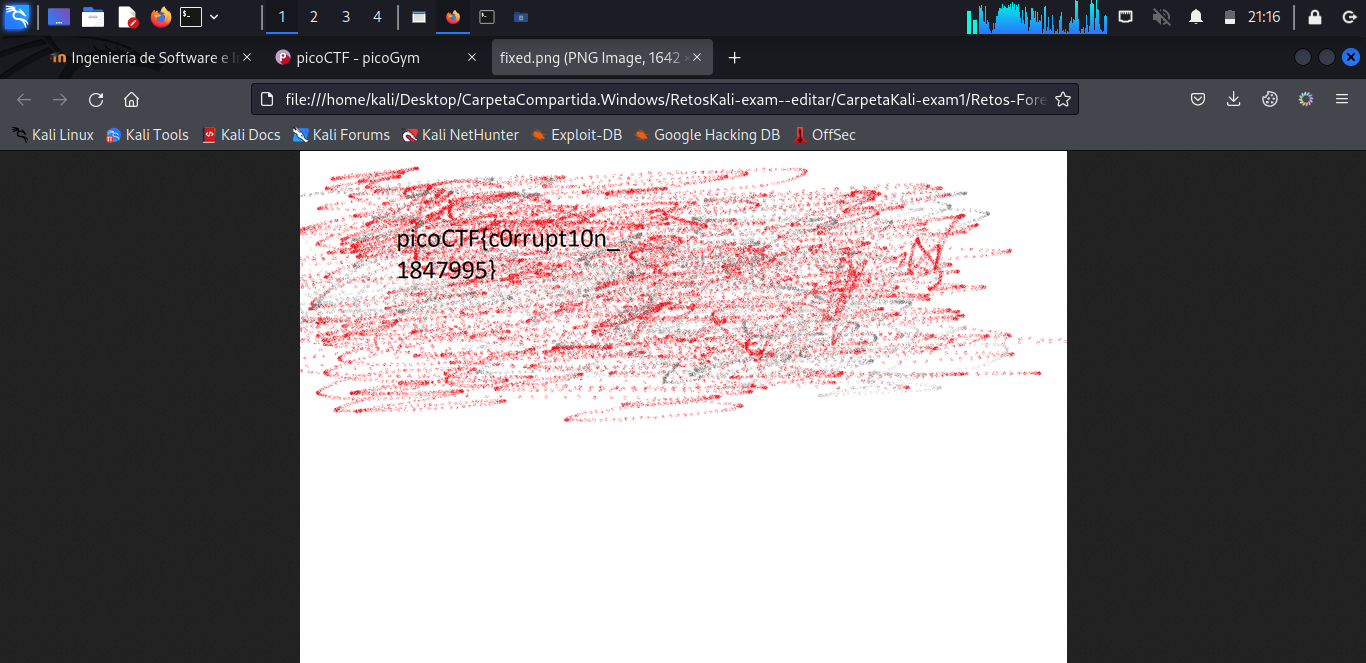 1 2 3 4 21:16
Ingeniería de Software e I
picoCTF - picoGym
fixed.png (PNG Image, 1642
file:///home/kali/Desktop/CarpetaCompartida.Windows/RetosKali-exam--editar/CarpetaKali-exam1/Retos-Fore
Kali Linux Kali Tools Kali Docs Kali Forums Kali NetHunter Exploit-DB Google Hacking DB OffSec
picoCTF{c0rrupt10n_
1847995}